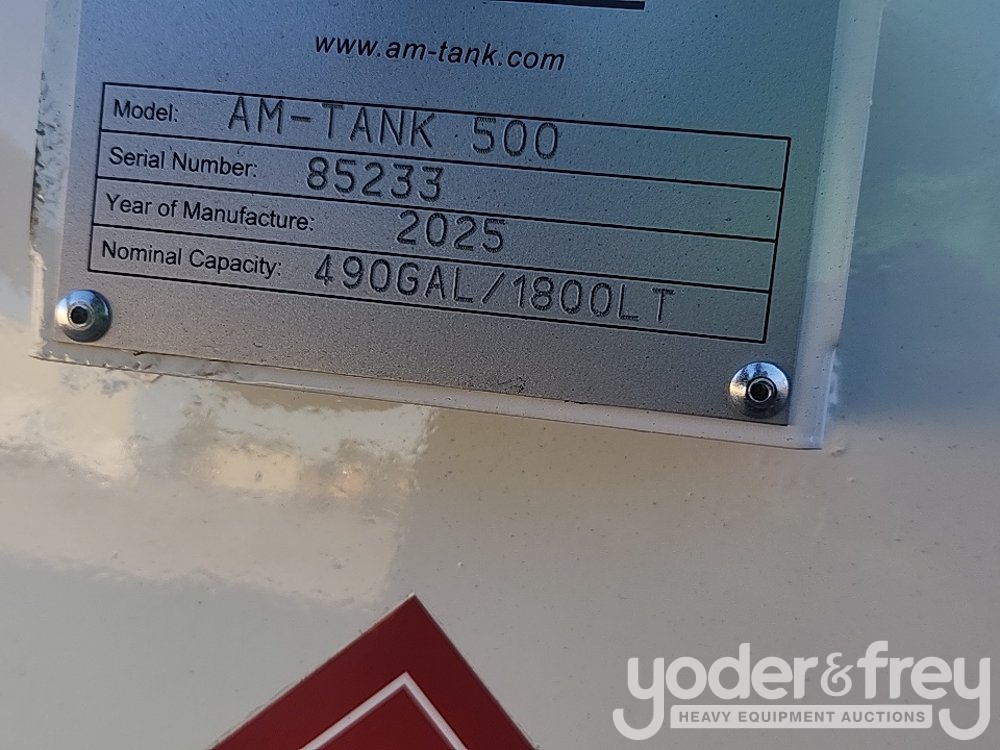 www.am-tank.com
Model: AM-TANK 500
Serial Number: 85233
Year of Manufacture: 2025
Nominal Capacity: 490GAL/1800LT
yoder&frey
HEAVY EQUIPMENT AUCTIONS